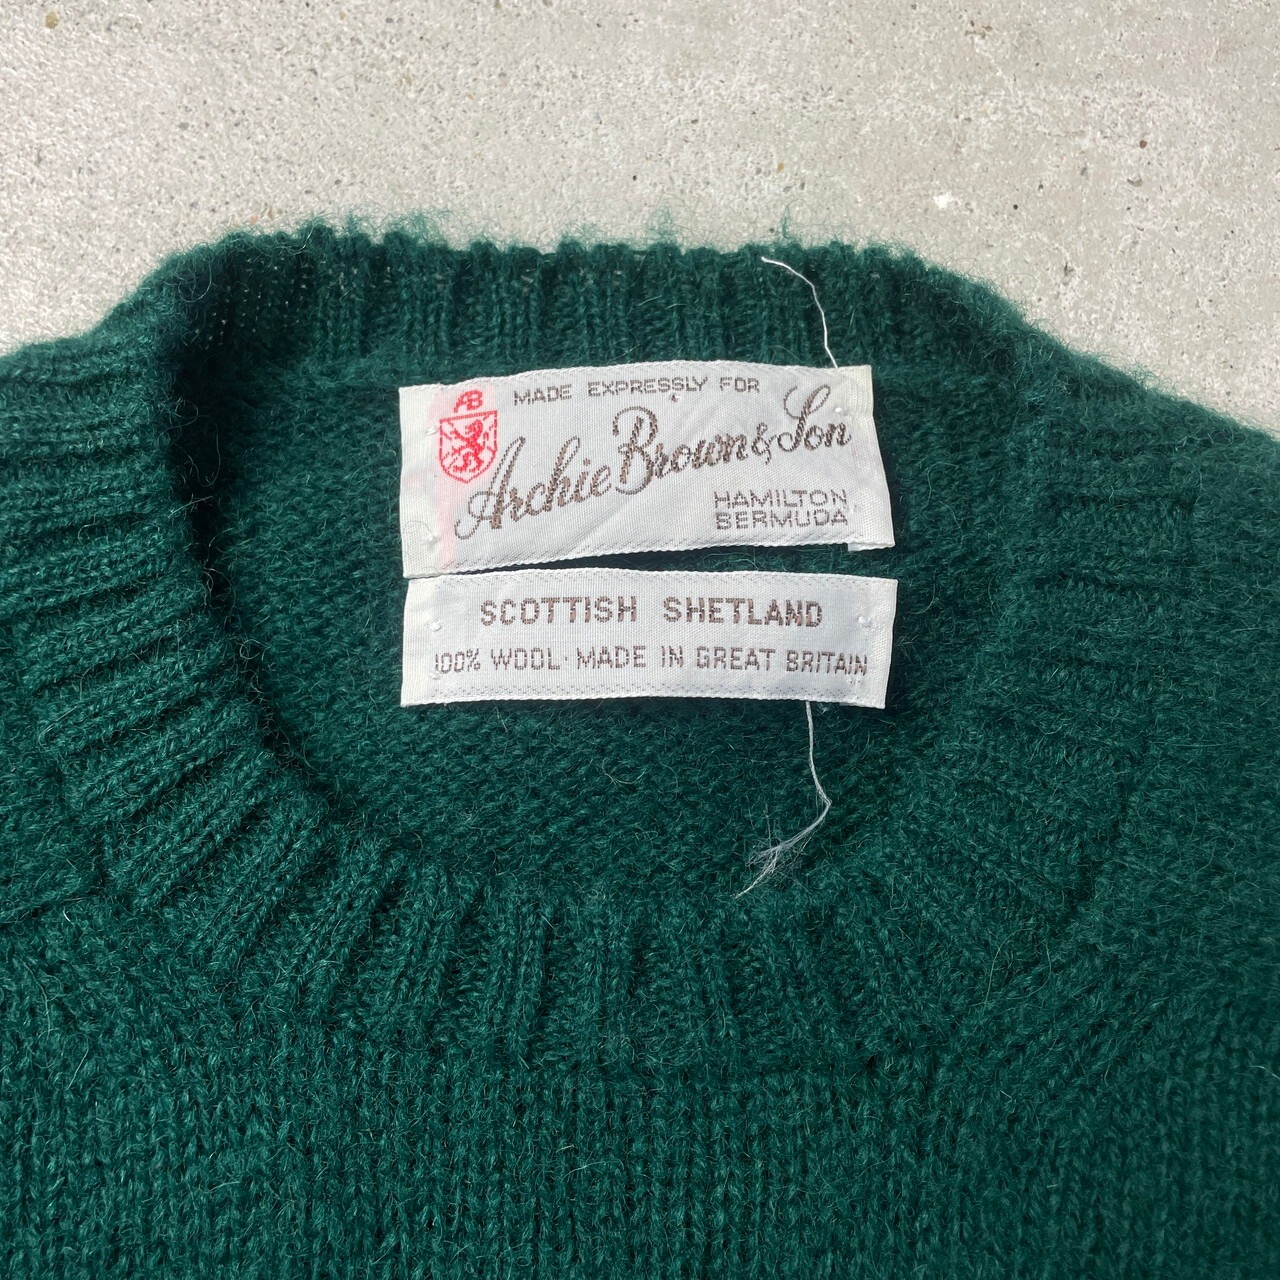 AB
MADE EXPRESSLY FOR
Archie Brown & Son
HAMILTON
BERMUDA
SCOTTISH SHETLAND
100% WOOL · MADE IN GREAT BRITAIN